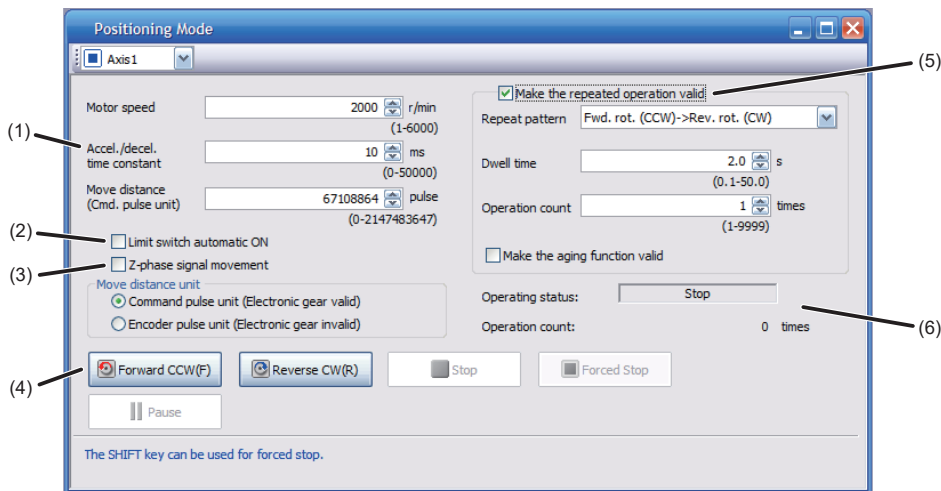 Positioning Mode
Axis1
(5)
Make the repeated operation valid
Motor speed 2000 r/min
(1-6000)
Repeat pattern Fwd. rot. (CCW)->Rev. rot. (CW)
(1)
Accel./decel.
time constant 10 ms
(0-50000)
Dwell time 2.0 s
(0.1-50.0)
Move distance
(Cmd. pulse unit) 67108864 pulse
(0-2147483647)
Operation count 1 times
(1-9999)
(2)
Limit switch automatic ON
(3)
Z-phase signal movement
Make the aging function valid
Move distance unit
Command pulse unit (Electronic gear valid)
Encoder pulse unit (Electronic gear invalid)
Operating status: Stop
(6)
Operation count: 0 times
(4)
Forward CCW(F) Reverse CW(R) Stop Forced Stop
Pause
The SHIFT key can be used for forced stop.